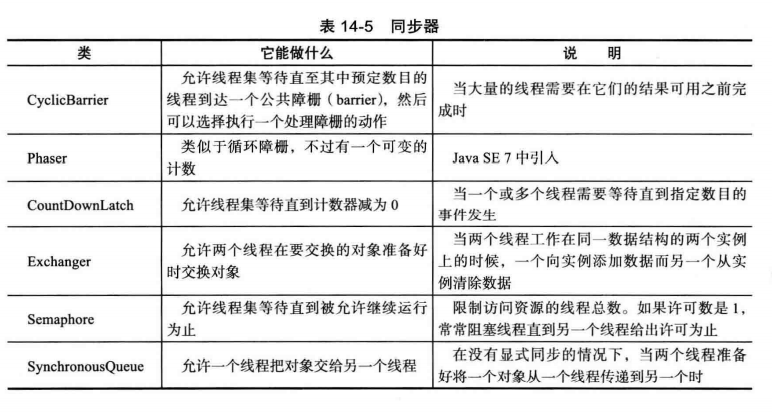 表 14-5 同步器
类 它能做什么 说 明
CyclicBarrier
允许线程集等待直至其中预定数目的
线程到达一个公共障栅（barrier），然后
可以选择执行一个处理障栅的动作
当大量的线程需要在它们的结果可用之前完
成时
Phaser
类似于循环障栅，不过有一个可变的
计数
Java SE 7 中引入
CountDownLatch
允许线程集等待直到计数器减为 0
当一个或多个线程需要等待直到指定数目的
事件发生
Exchanger
允许两个线程在要交换的对象准备好
时交换对象
当两个线程工作在同一数据结构的两个实例
上的时候，一个向实例添加数据而另一个从实
例清除数据
Semaphore
允许线程集等待直到被允许继续运行
为止
限制访问资源的线程总数。如果许可数是 1，
常常阻塞线程直到另一个线程给出许可为止
SynchronousQueue
允许一个线程把对象交给另一个线程
在没有显式同步的情况下，当两个线程准备
好将一个对象从一个线程传递到另一个时